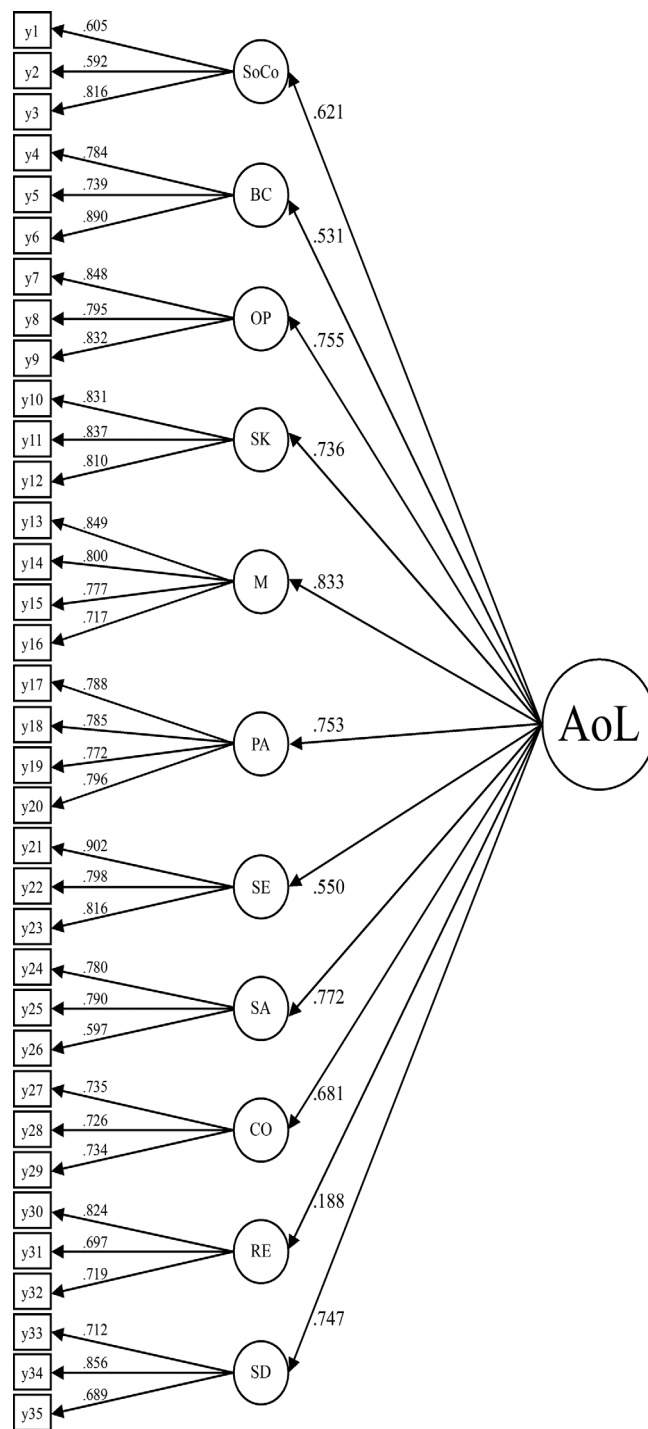 y1
.605
y2
.592
SoCo
y3
.816
.621
y4
.784
y5
.739
BC
y6
.890
.531
y7
.848
y8
.795
OP
y9
.832
.755
y10
.831
y11
.837
SK
y12
.810
.736
y13
.849
y14
.800
M
y15
.777
y16
.717
.833
y17
.788
y18
.785
PA
y19
.772
y20
.796
.753
AoL
y21
.902
y22
.798
SE
y23
.816
.550
y24
.780
y25
.790
SA
y26
.597
.772
y27
.735
y28
.726
CO
y29
.734
.681
y30
.824
y31
.697
RE
y32
.719
.188
y33
.712
y34
.856
SD
y35
.689
.747